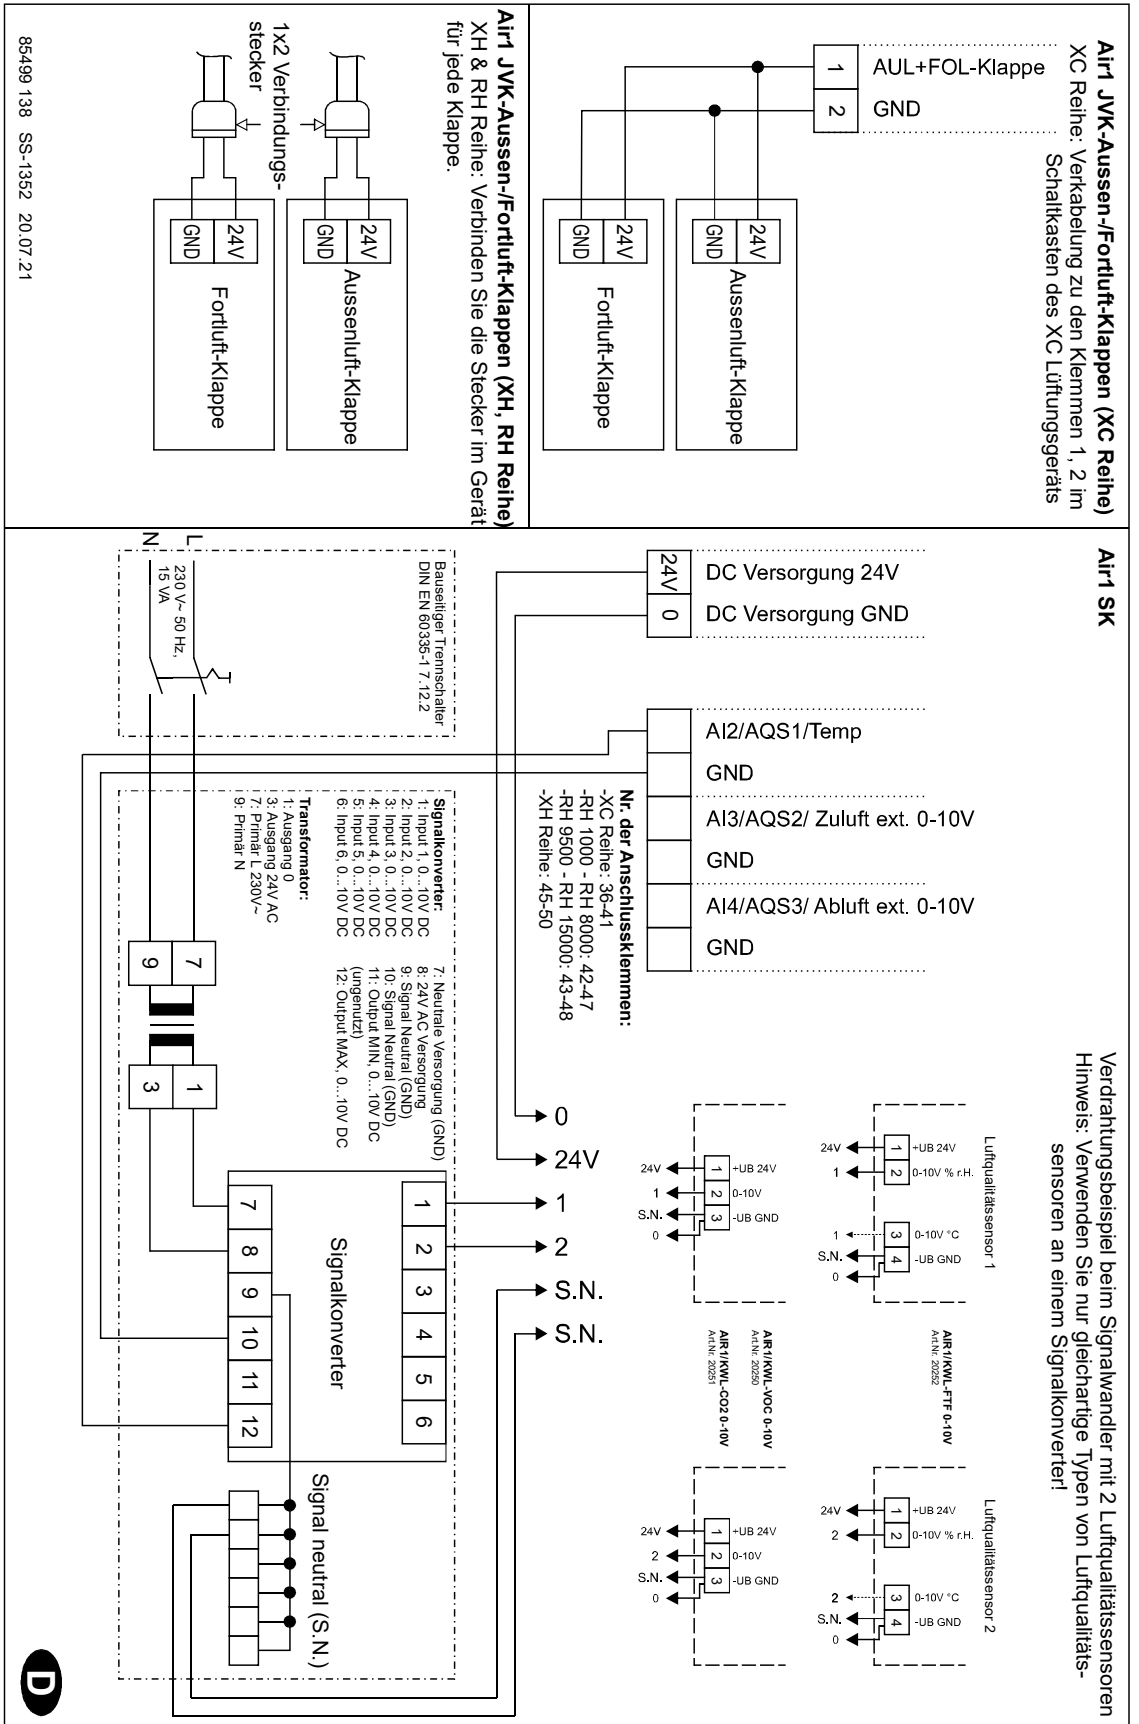 Air1 JVK-Aussen-/Fortluft-Klappen (XC Reihe)
XC Reihe: Verkabelung zu den Klemmen 1, 2 im
Schaltkasten des XC Lüftungsgeräts
1
2
AUL+FOL-Klappe
GND
24V
GND
Aussenluft-Klappe
24V
GND
Fortluft-Klappe
Air1 JVK-Aussen-/Fortluft-Klappen (XH, RH Reihe)
XH & RH Reihe: Verbinden Sie die Stecker im Gerät
für jede Klappe.
1x2 Verbindungs-
stecker
24V
GND
Aussenluft-Klappe
24V
GND
Fortluft-Klappe
85499 138 SS-1352 20.07.21
Air1 SK
Verdrahtungsbeispiel beim Signalwandler mit 2 Luftqualitätssensoren
Hinweis: Verwenden Sie nur gleichartige Typen von Luftqualitäts-
sensoren an einem Signalkonverter!
24V
0
DC Versorgung 24V
DC Versorgung GND
AI2/AQS1/Temp
GND
AI3/AQS2/ Zuluft ext. 0-10V
GND
AI4/AQS3/ Abluft ext. 0-10V
GND
Nr. der Anschlussklemmen:
-XC Reihe: 36-41
-RH 1000 - RH 8000: 42-47
-RH 9500 - RH 15000: 43-48
-XH Reihe: 45-50
Luftqualitätssensor 1
1
2
3
4
+UB 24V
0-10V % r.H.
0-10V °C
-UB GND
24V
1
1
S.N.
0
AIR1/KWL-FTF 0-10V
Art.Nr. 20252
Luftqualitätssensor 2
1
2
3
4
+UB 24V
0-10V % r.H.
0-10V °C
-UB GND
24V
2
2
S.N.
0
1
2
3
+UB 24V
0-10V
-UB GND
24V
1
S.N.
0
AIR1/KWL-VOC 0-10V
Art.Nr. 20250
AIR1/KWL-CO2 0-10V
Art.Nr. 20251
1
2
3
+UB 24V
0-10V
-UB GND
24V
2
S.N.
0
0
24V
1
2
S.N.
S.N.
Bauseitiger Trennschalter
DIN EN 60335-1 7.12.2
L
N
230 V~ 50 Hz,
15 VA
Signalkonverter:
1: Input 1, 0...10V DC
2: Input 2, 0...10V DC
3: Input 3, 0...10V DC
4: Input 4, 0...10V DC
5: Input 5, 0...10V DC
6: Input 6, 0...10V DC
7: Neutrale Versorgung (GND)
8: 24V AC Versorgung
9: Signal Neutral (GND)
10: Signal Neutral (GND)
11: Output MIN, 0...10V DC
(ungenutzt)
12: Output MAX, 0...10V DC
Transformator:
1: Ausgang 0
3: Ausgang 24V AC
7: Primär L 230V~
9: Primär N
7
9
1
3
1
2
3
4
5
6
Signalkonverter
7
8
9
10
11
12
Signal neutral (S.N.)
D